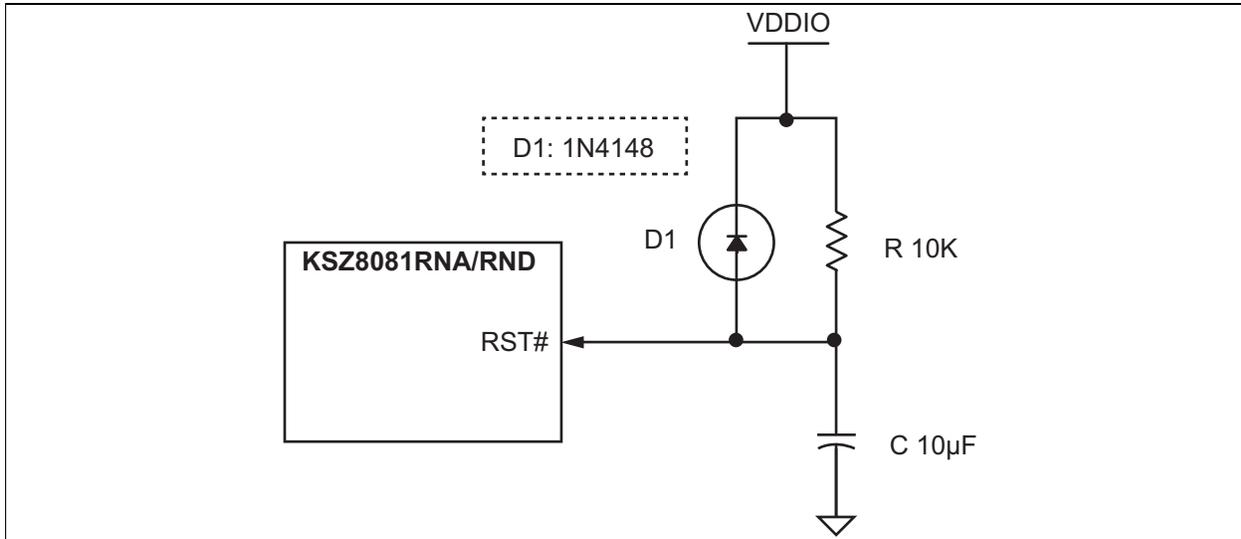 VDDIO
D1: 1N4148
D1
R 10K
KSZ8081RNA/RND
RST#
C 10µF